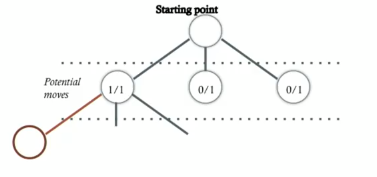 Starting point
Potential
moves
1/1
0/1
0/1